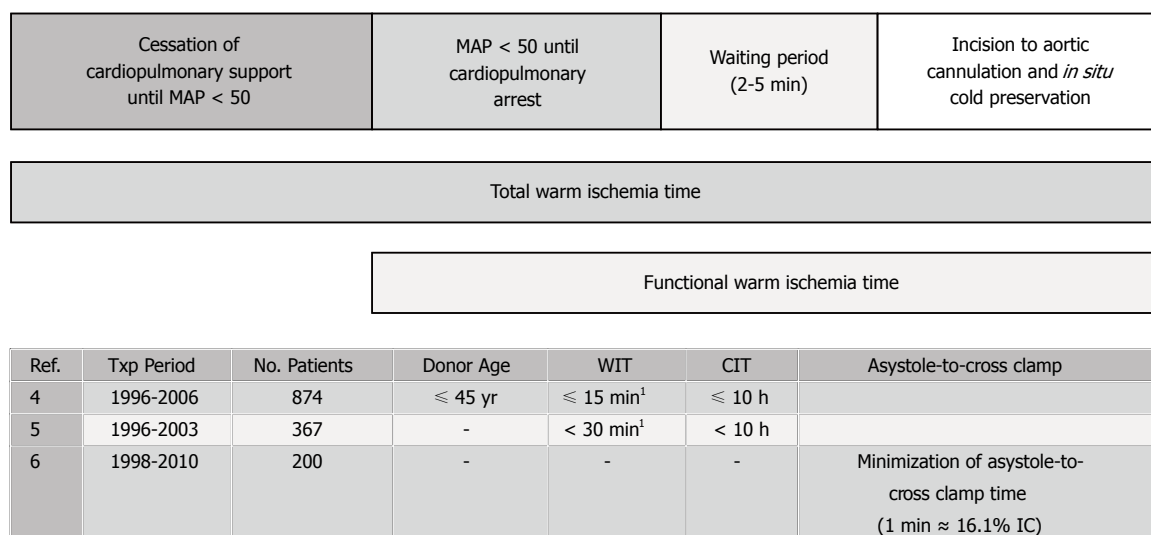 Cessation of
cardiopulmonary support
until MAP < 50
MAP < 50 until
cardiopulmonary
arrest
Waiting period
(2-5 min)
Incision to aortic
cannulation and in situ
cold preservation
Total warm ischemia time
Functional warm ischemia time
Ref. Txp Period No. Patients Donor Age WIT CIT Asystole-to-cross clamp
4 1996-2006 874 ≤ 45 yr ≤ 15 min¹ ≤ 10 h
5 1996-2003 367 - < 30 min¹ < 10 h
6 1998-2010 200 - - - Minimization of asystole-to-
cross clamp time
(1 min ≈ 16.1% IC)